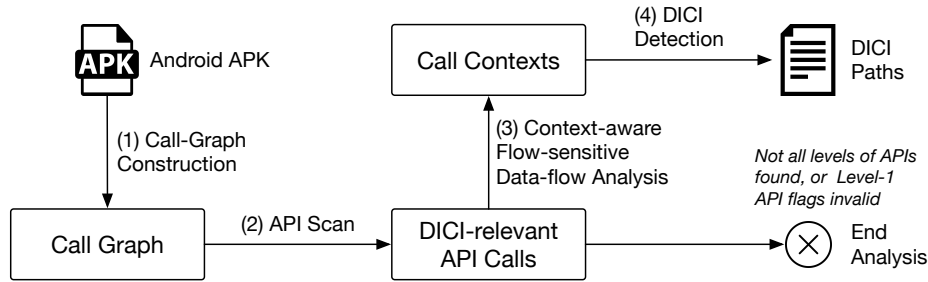 APK
Android APK
(1) Call-Graph
Construction
Call Graph
(2) API Scan
DICI-relevant
API Calls
(3) Context-aware
Flow-sensitive
Data-flow Analysis
Call Contexts
(4) DICI
Detection
DICI
Paths
Not all levels of APIs
found, or Level-1
API flags invalid
End
Analysis